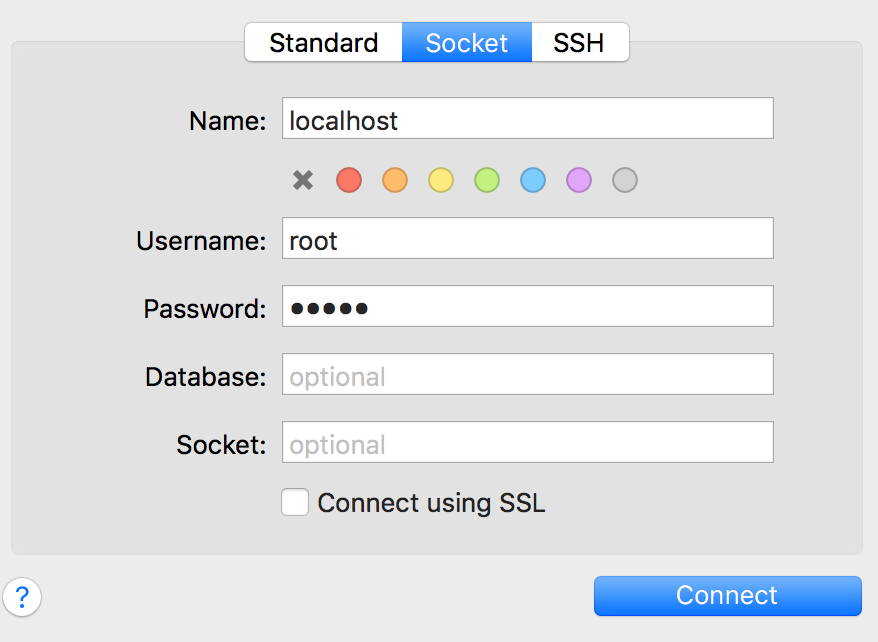 Standard Socket SSH
Name: localhost
Username: root
Password: •••••
Database: optional
Socket: optional
Connect using SSL
? Connect